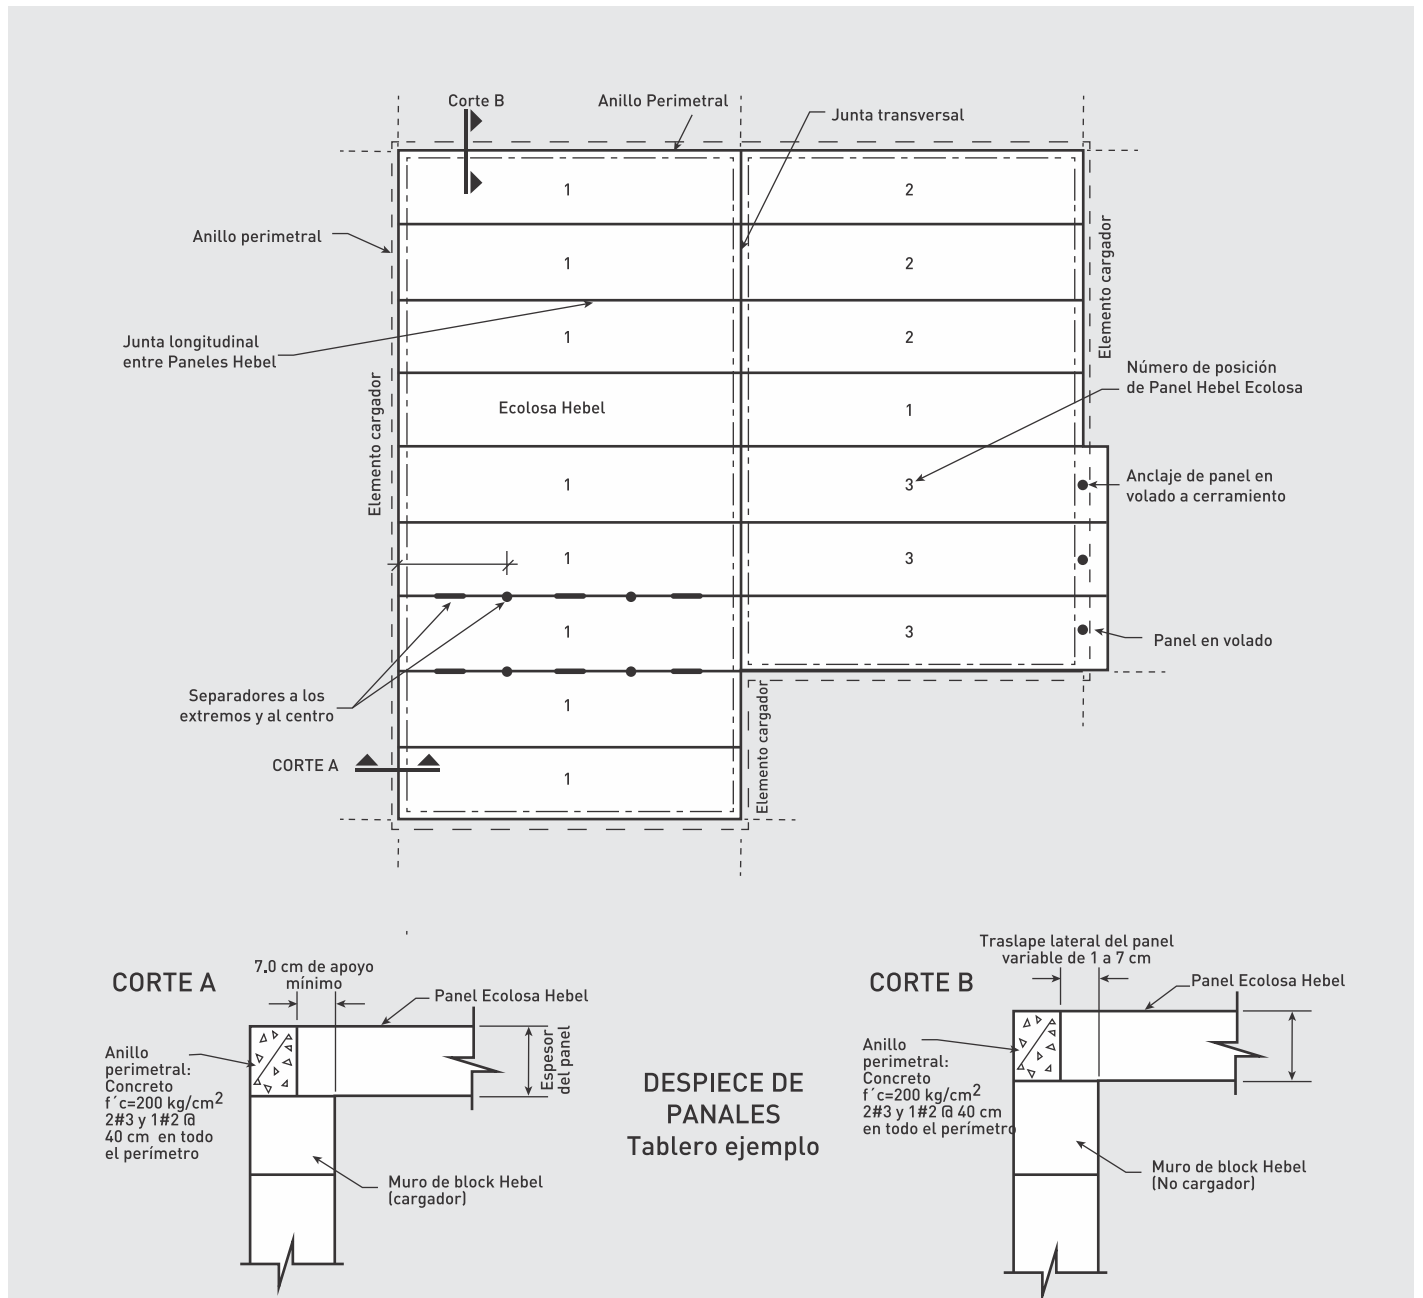 Corte B
Anillo Perimetral
Junta transversal
1
2
Anillo perimetral
Elemento cargador
1
2
Junta longitudinal
entre Paneles Hebel
1
2
Número de posición
de Panel Hebel Ecolosa
Elemento cargador
Ecolosa Hebel
1
1
3
Anclaje de panel en
volado a cerramiento
1
3
1
3
Panel en volado
Separadores a los
extremos y al centro
1
Elemento cargador
CORTE A
1
CORTE A
7.0 cm de apoyo
mínimo
Panel Ecolosa Hebel
Anillo
perimetral:
Concreto
f´c=200 kg/cm2
2#3 y 1#2 @
40 cm en todo
el perímetro
Espesor
del panel
Muro de block Hebel
(cargador)
DESPIECE DE
PANALES
Tablero ejemplo
CORTE B
Traslape lateral del panel
variable de 1 a 7 cm
Panel Ecolosa Hebel
Anillo
perimetral:
Concreto
f´c=200 kg/cm2
2#3 y 1#2 @ 40 cm
en todo el perímetro
Muro de block Hebel
(No cargador)